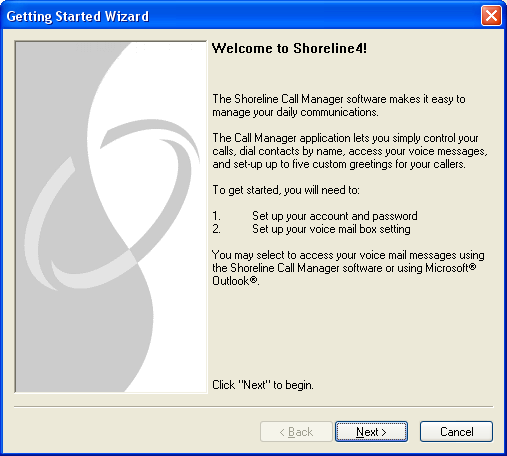 Getting Started Wizard
Welcome to Shoreline4!
The Shoreline Call Manager software makes it easy to
manage your daily communications.
The Call Manager application lets you simply control your
calls, dial contacts by name, access your voice messages,
and set-up up to five custom greetings for your callers.
To get started, you will need to:
1. Set up your account and password
2. Set up your voice mail box setting
You may select to access your voice mail messages using
the Shoreline Call Manager software or using Microsoft®
Outlook®.
Click "Next" to begin.
< Back Next > Cancel